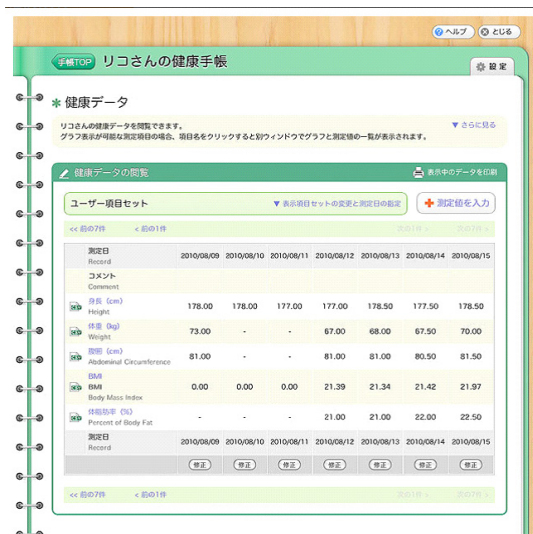 ヘルプ とじる
手帳TOP リコさんの健康手帳
設定
健康データ
リコさんの健康データを閲覧できます。
▼ さらに見る
グラフ表示が可能な測定項目の場合、項目名をクリックすると別ウィンドウでグラフと測定値の一覧が表示されます。
健康データの閲覧 表示中のデータを印刷
ユーザー項目セット ▼ 表示項目セットの変更と測定日の指定 測定値を入力
<< 前の7件 < 前の1件 次の1件 > 次の7件 >
測定日
Record 2010/08/09 2010/08/10 2010/08/11 2010/08/12 2010/08/13 2010/08/14 2010/08/15
コメント
Comment
身長 (cm)
Height 178.00 178.00 177.00 177.00 178.50 177.50 178.50
体重 (kg)
Weight 73.00 - - 67.00 68.00 67.50 70.00
腹囲 (cm)
Abdominal Circumference 81.00 - - 81.00 81.00 80.50 81.50
BMI
BMI 0.00 0.00 0.00 21.39 21.34 21.42 21.97
Body Mass Index
体脂肪率 (%)
Percent of Body Fat - - - 21.00 21.00 22.00 22.50
測定日
Record 2010/08/09 2010/08/10 2010/08/11 2010/08/12 2010/08/13 2010/08/14 2010/08/15
修正 修正 修正 修正 修正 修正 修正
<< 前の7件 < 前の1件 次の1件 > 次の7件 >